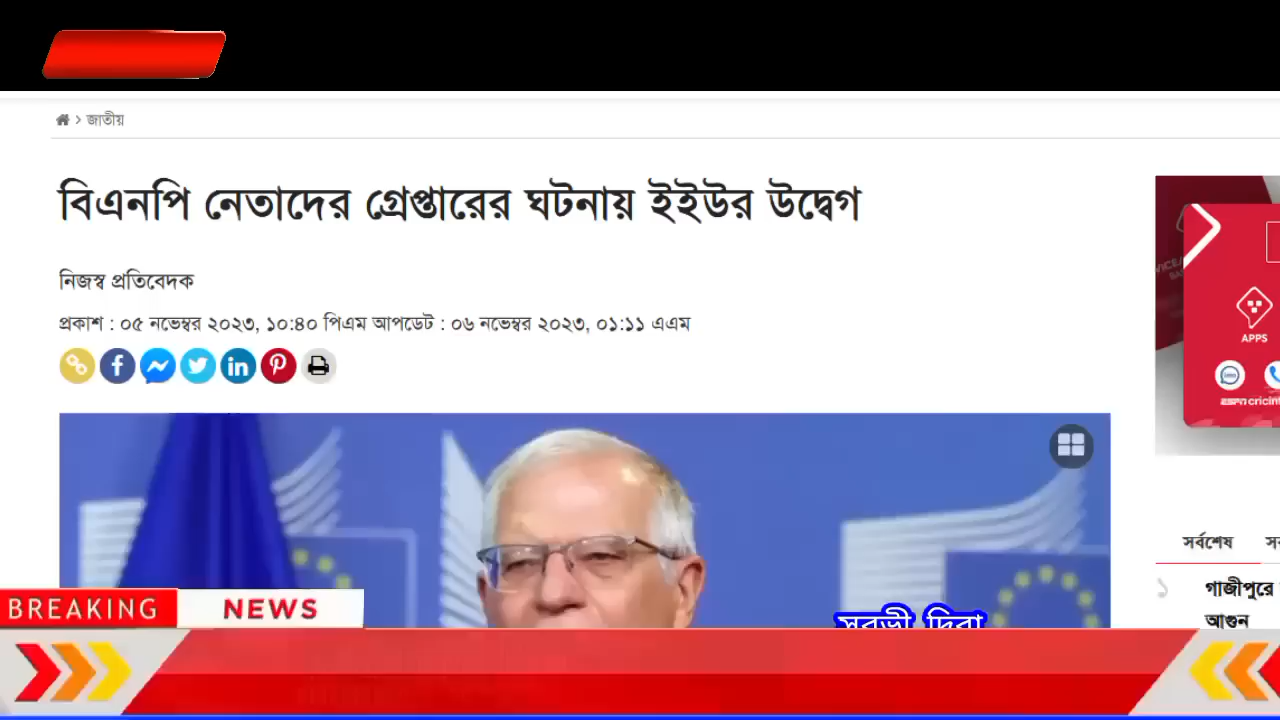 জাতীয়
বিএনপি নেতাদের গ্রেপ্তারের ঘটনায় ইইউর উদ্বেগ
নিজস্ব প্রতিবেদক
প্রকাশ : ০৫ নভেম্বর ২০২৩, ১০:৪০ পিএম আপডেট : ০৬ নভেম্বর ২০২৩, ০১:১১ এএম
APPS
সর্বশেষ
১
গাজীপুরে
আগুন
BREAKING NEWS